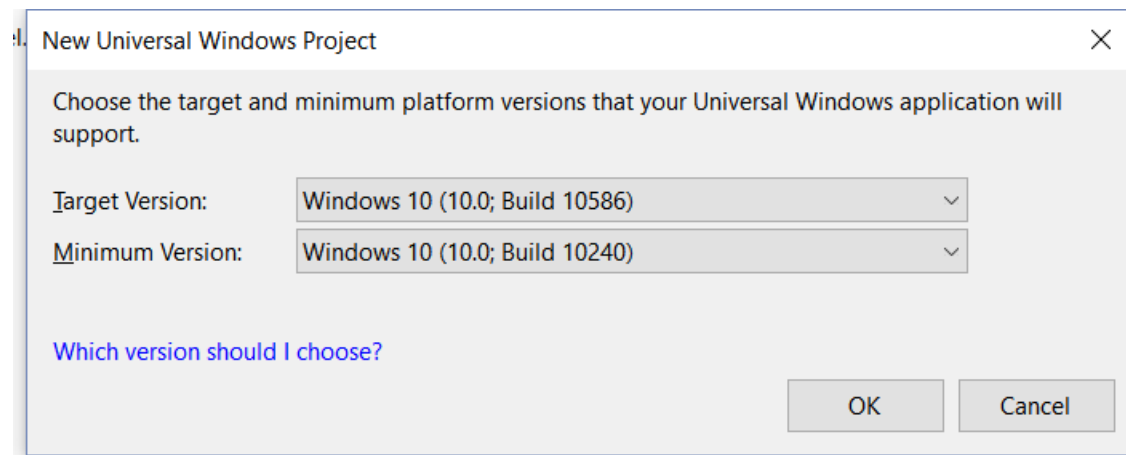 el.
New Universal Windows Project
Choose the target and minimum platform versions that your Universal Windows application will
support.
Target Version: Windows 10 (10.0; Build 10586)
Minimum Version: Windows 10 (10.0; Build 10240)
Which version should I choose?
OK Cancel